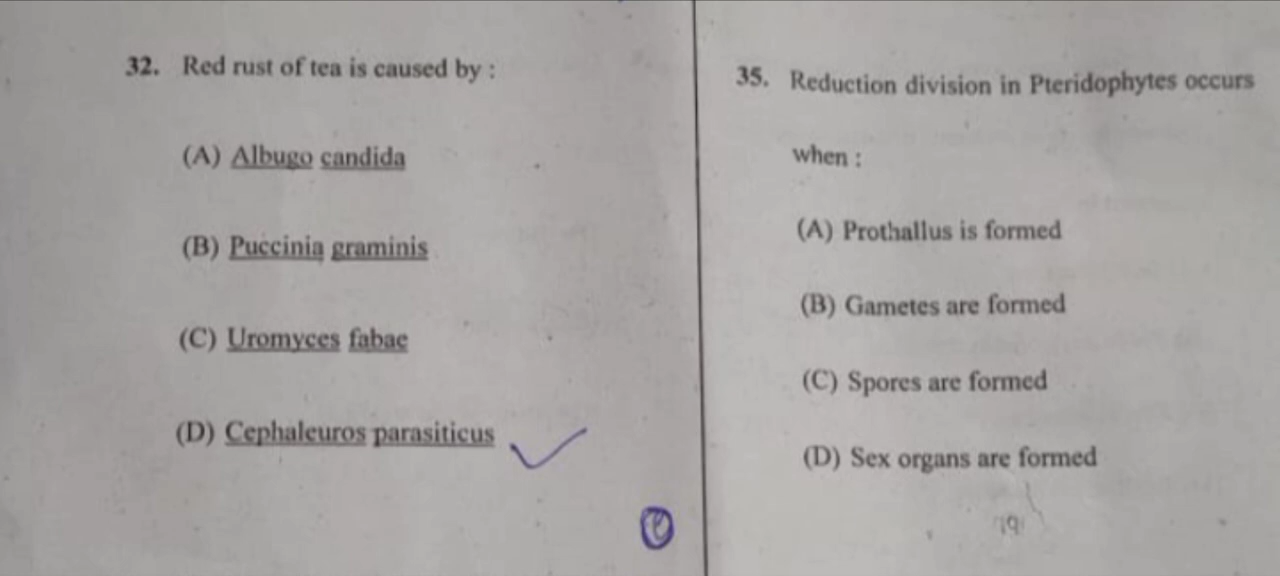 32. Red rust of tea is caused by :
(A) Albugo candida
(B) Puccinia graminis
(C) Uromyces fabae
(D) Cephaleuros parasiticus
35. Reduction division in Pteridophytes occurs
when :
(A) Prothallus is formed
(B) Gametes are formed
(C) Spores are formed
(D) Sex organs are formed